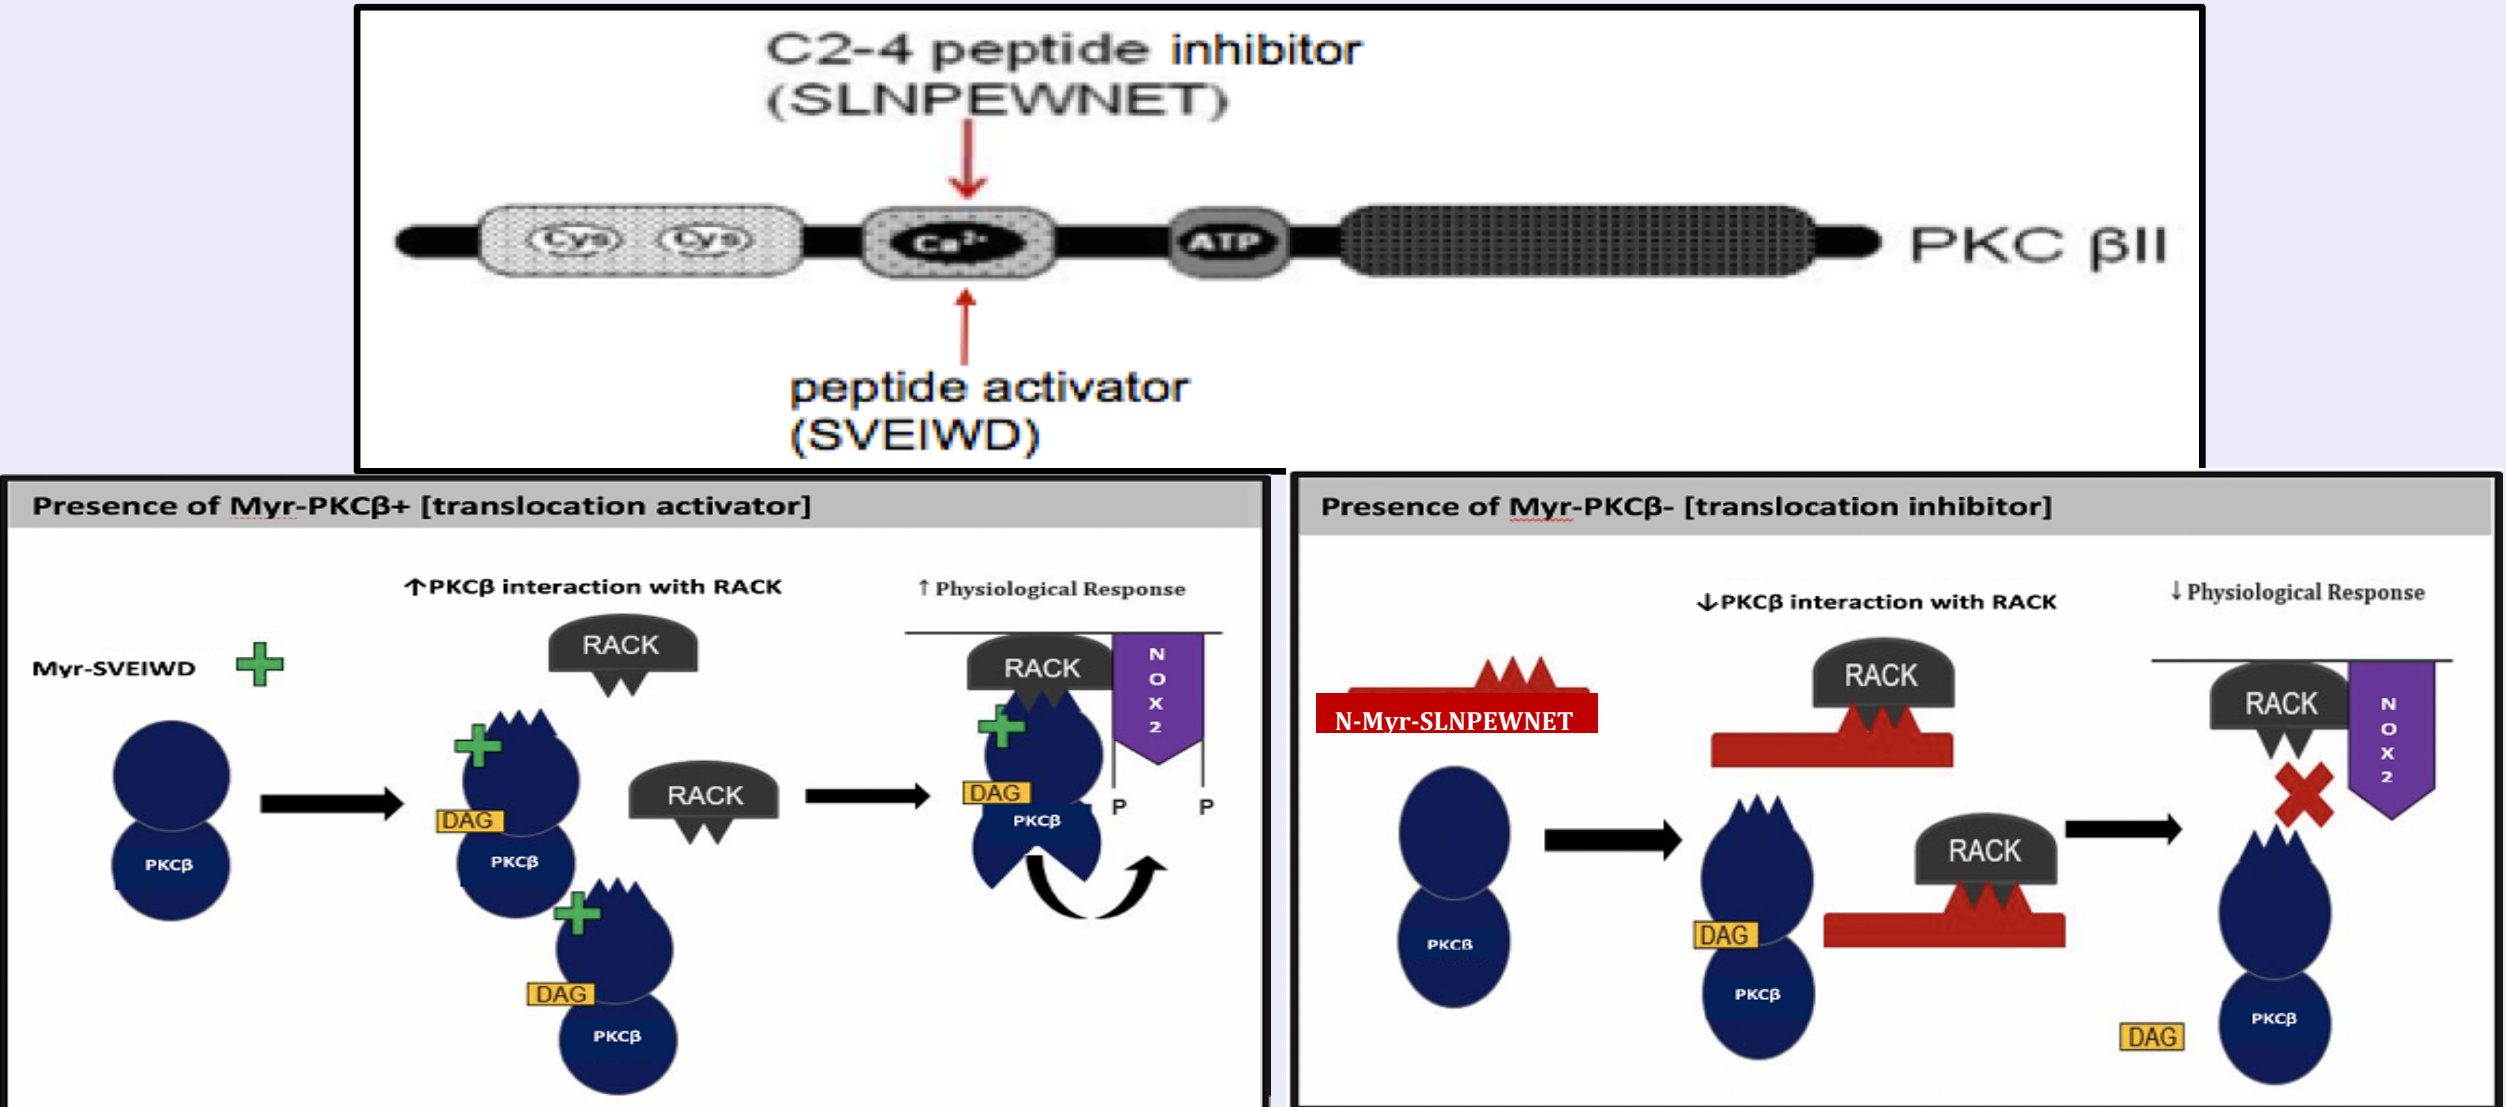 C2-4 peptide inhibitor
(SLNPEWNET)
Cys Cys Ca²⁺ ATP PKC βII
peptide activator
(SVEIWD)
Presence of Myr-PKCβ+ [translocation activator]
↑PKCβ interaction with RACK
↑ Physiological Response
Myr-SVEIWD
RACK
RACK
RACK
N
O
X
2
DAG
DAG
DAG
P P
PKCβ
PKCβ
PKCβ
PKCβ
Presence of Myr-PKCβ- [translocation inhibitor]
↓PKCβ interaction with RACK
↓ Physiological Response
N-Myr-SLNPEWNET
RACK
RACK
RACK
N
O
X
2
DAG
DAG
PKCβ
PKCβ
PKCβ